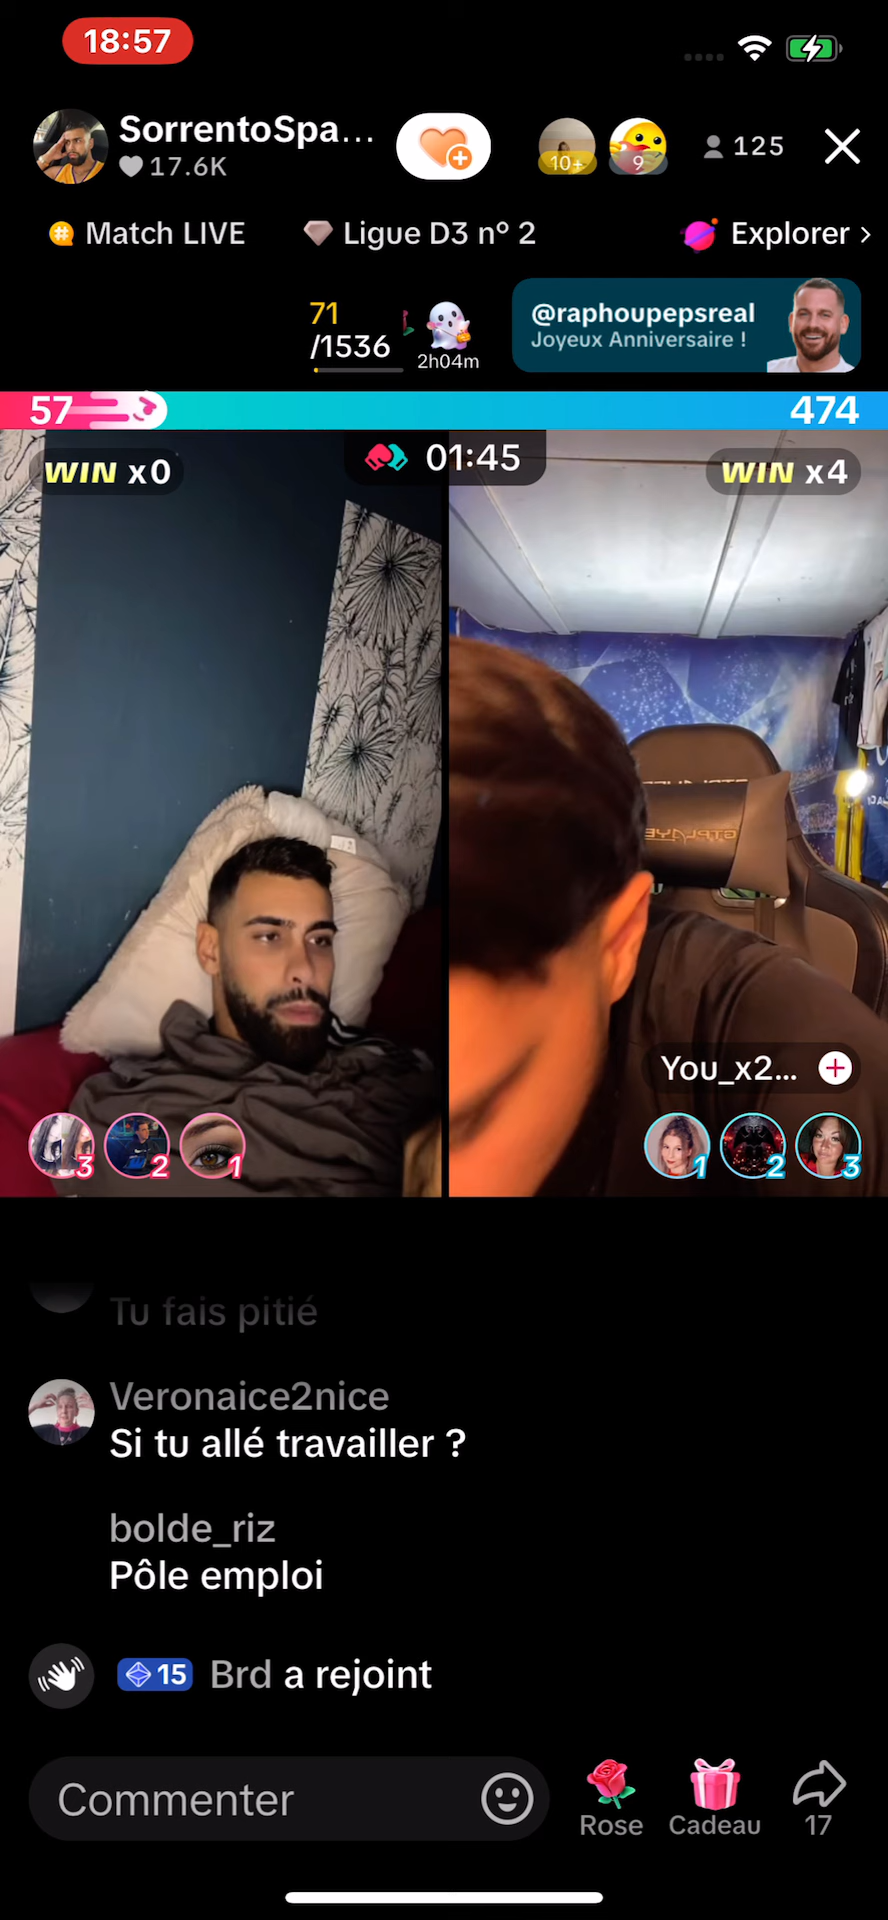 18:57
SorrentoSpa...
17.6K
10+
9
125
Match LIVE
Ligue D3 n° 2
Explorer >
71
/1536
2h04m
@raphoupepsreal
Joyeux Anniversaire !
57
474
WIN x0
01:45
WIN x4
GTPLAYER
You_x2...
3
2
1
1
2
3
Tu fais pitié
Veronaice2nice
Si tu allé travailler ?
bolde_riz
Pôle emploi
15 Brd a rejoint
Commenter
Rose
Cadeau
17